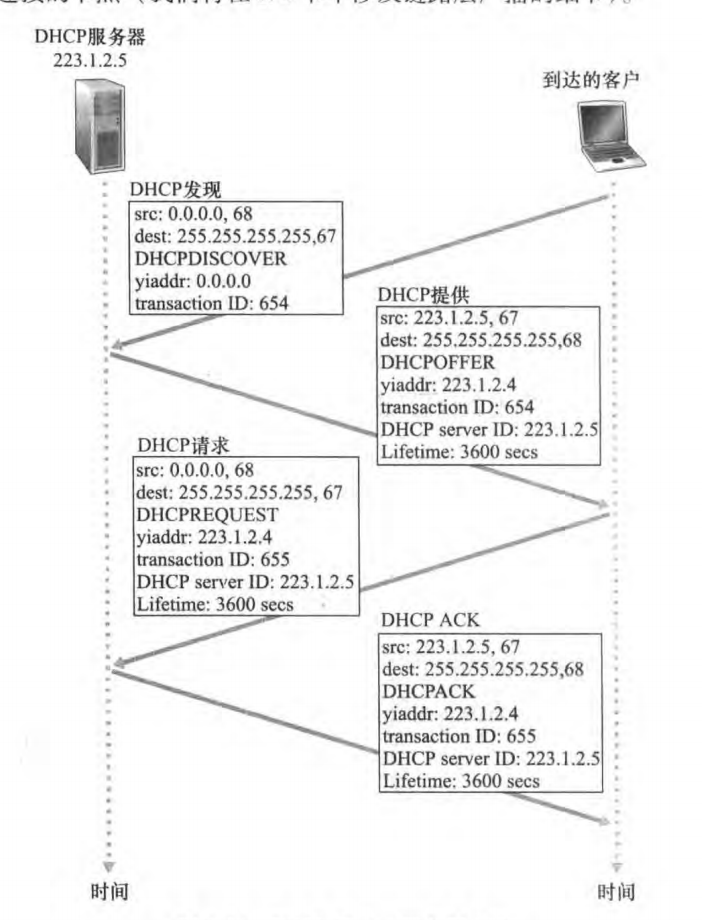 DHCP服务器
223.1.2.5
到达的客户
DHCP发现
src: 0.0.0.0, 68
dest: 255.255.255.255,67
DHCPDISCOVER
yiaddr: 0.0.0.0
transaction ID: 654
DHCP提供
src: 223.1.2.5, 67
dest: 255.255.255.255,68
DHCPOFFER
yiaddr: 223.1.2.4
transaction ID: 654
DHCP server ID: 223.1.2.5
Lifetime: 3600 secs
DHCP请求
src: 0.0.0.0, 68
dest: 255.255.255.255, 67
DHCPREQUEST
yiaddr: 223.1.2.4
transaction ID: 655
DHCP server ID: 223.1.2.5
Lifetime: 3600 secs
DHCP ACK
src: 223.1.2.5, 67
dest: 255.255.255.255,68
DHCPACK
yiaddr: 223.1.2.4
transaction ID: 655
DHCP server ID: 223.1.2.5
Lifetime: 3600 secs
时间
时间